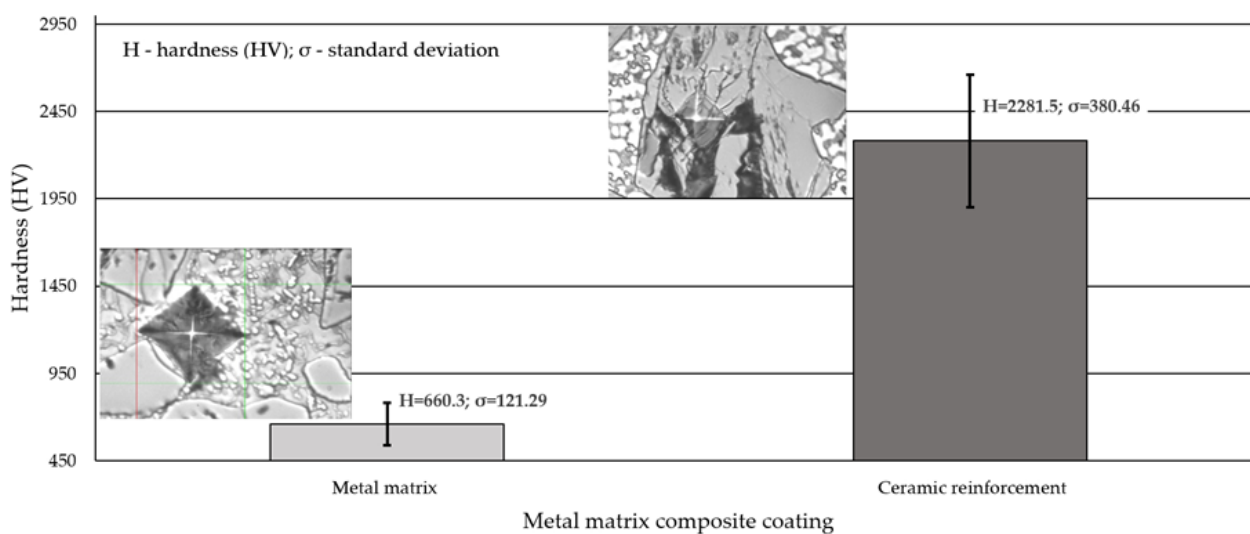 2950
H - hardness (HV); σ - standard deviation
2450
H=2281.5; σ=380.46
Hardness (HV)
1950
1450
950
H=660.3; σ=121.29
450
Metal matrix
Ceramic reinforcement
Metal matrix composite coating